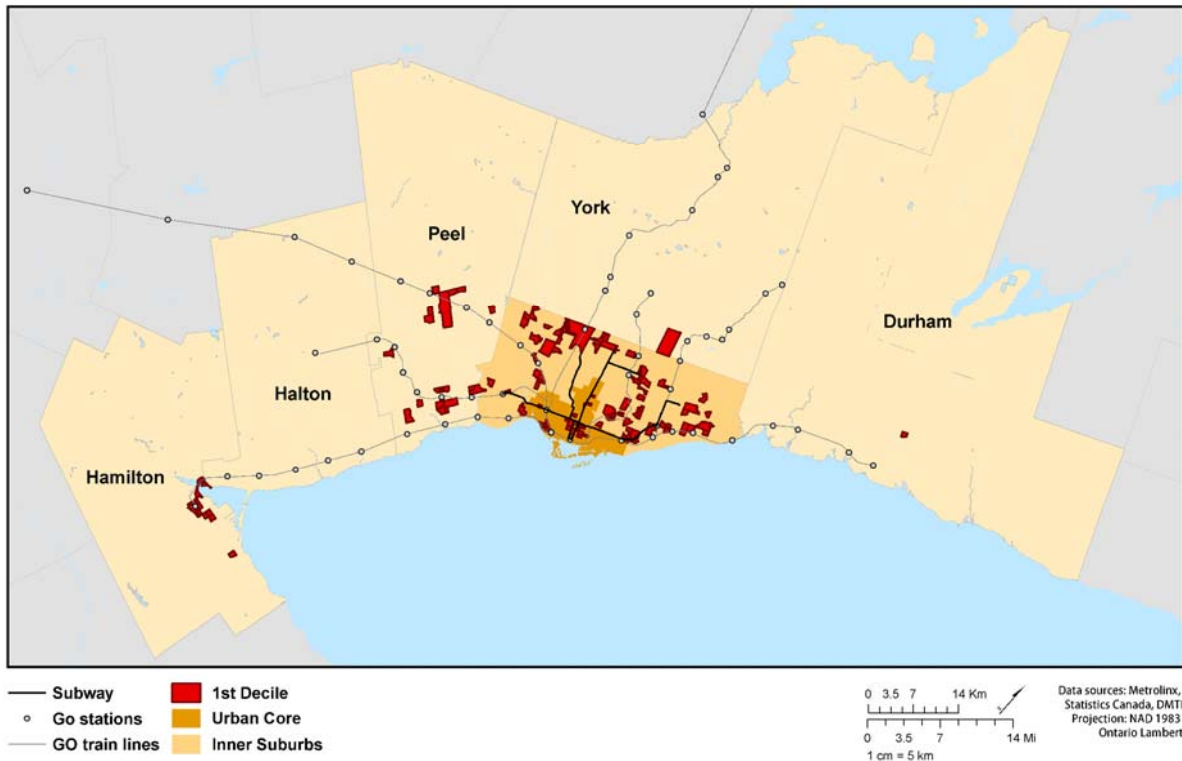 York
Peel
Durham
Halton
Hamilton
Subway
Go stations
GO train lines
1st Decile
Urban Core
Inner Suburbs
0 3.5 7 14 Km
0 3.5 7 14 Mi
1 cm = 5 km
Data sources: Metrolinx,
Statistics Canada, DMTI
Projection: NAD 1983
Ontario Lambert